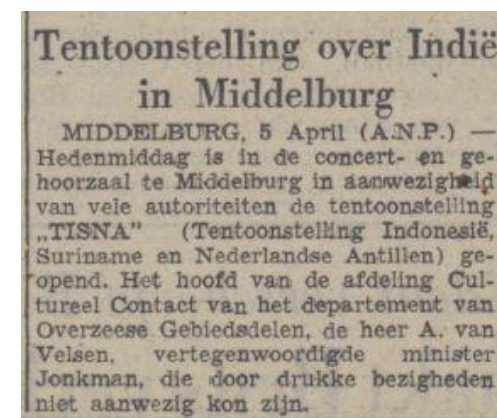 Tentoonstelling over Indië
in Middelburg
MIDDELBURG, 5 April (A.N.P.) —
Hedenmiddag is in de concert- en ge-
hoorzaal te Middelburg in aanwezigheid
van vele autoriteiten de tentoonstelling
„TISNA” (Tentoonstelling Indonesië,
Suriname en Nederlandse Antillen) ge-
opend. Het hoofd van de afdeling Cul-
tureel Contact van het departement van
Overzeese Gebiedsdelen, de heer A. van
Velsen, vertegenwoordigde minister
Jonkman, die door drukke bezigheden
niet aanwezig kon zijn.